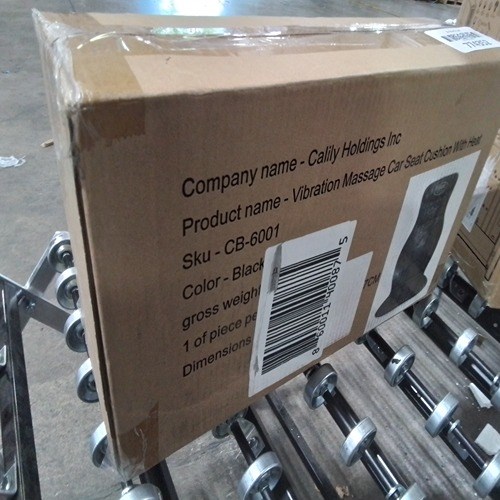 Company name - Calily Holdings Inc
Product name - Vibration Massage Car Seat Cushion With Heat
Sku - CB-6001
Color - Black
gross weight
1 of piece pe
Dimensions